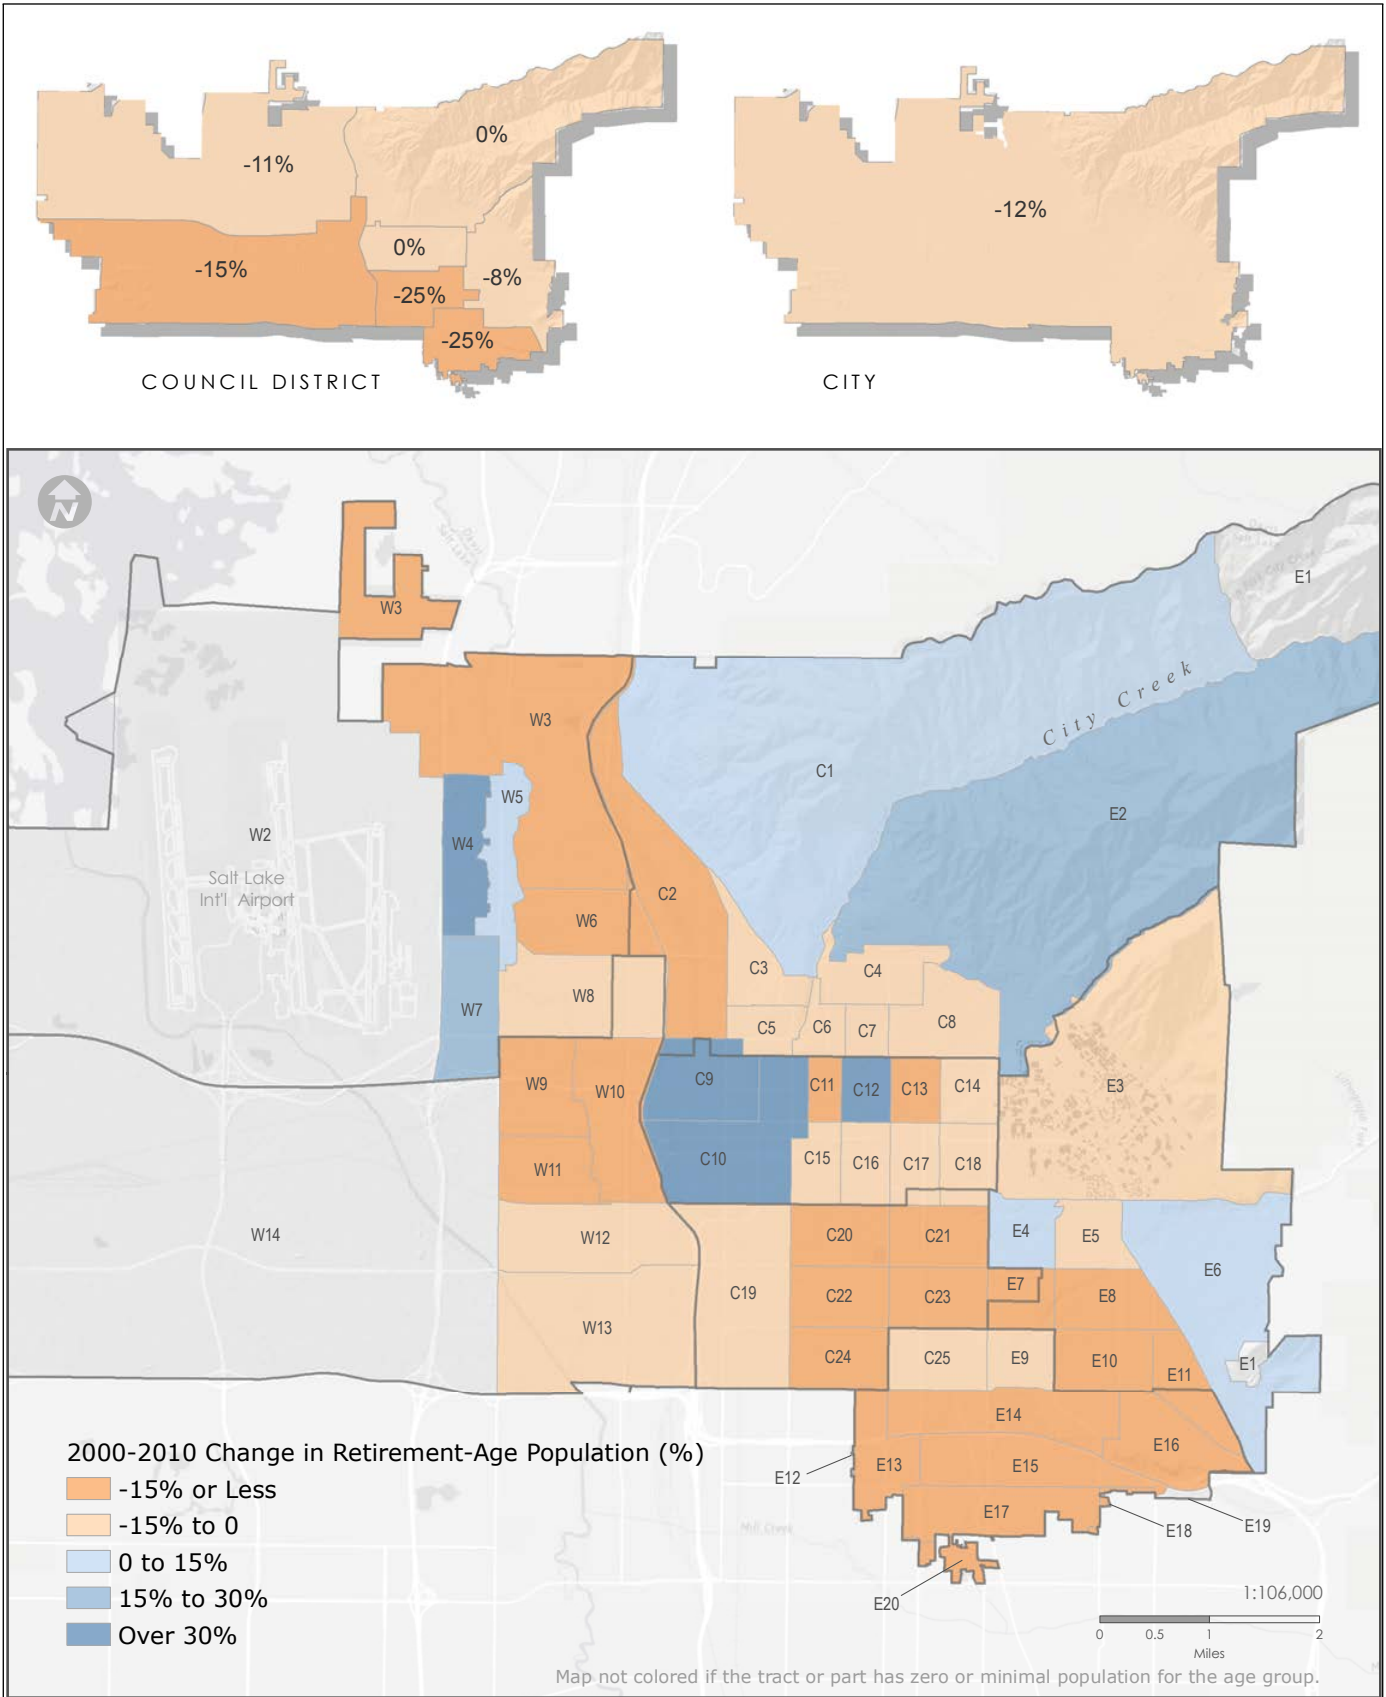 0%
-11%
-12%
0%
-15%
-8%
-25%
-25%
COUNCIL DISTRICT
CITY
N
Davis
Salt Lake
E1
W3
W3
City Creek
C1
W5
E2
W2
W4
Salt Lake
Int'l Airport
C2
W6
C3
C4
W8
W7
C5
C6
C7
C8
C9
W9
W10
C11
C12
C13
C14
E3
C10
C15
C16
C17
C18
W11
W14
W12
C20
C21
E4
E5
E6
C19
C22
C23
E7
E8
W13
C24
C25
E9
E10
E11
E1
E14
E16
E12
E13
E15
E17
E18
E19
E20
Mill Creek
2000-2010 Change in Retirement-Age Population (%)
-15% or Less
-15% to 0
0 to 15%
15% to 30%
Over 30%
1:106,000
0 0.5 1 2
Miles
Map not colored if the tract or part has zero or minimal population for the age group.